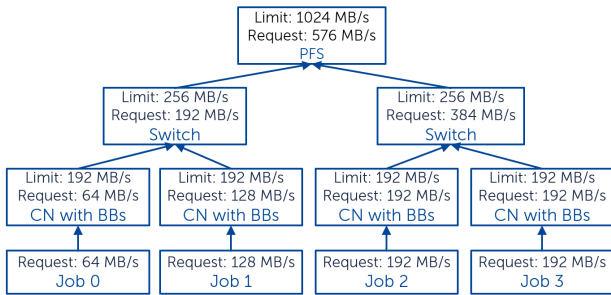 Limit: 1024 MB/s
Request: 576 MB/s
PFS
Limit: 256 MB/s
Request: 192 MB/s
Switch
Limit: 256 MB/s
Request: 384 MB/s
Switch
Limit: 192 MB/s
Request: 64 MB/s
CN with BBs
Limit: 192 MB/s
Request: 128 MB/s
CN with BBs
Limit: 192 MB/s
Request: 192 MB/s
CN with BBs
Limit: 192 MB/s
Request: 192 MB/s
CN with BBs
Request: 64 MB/s
Job 0
Request: 128 MB/s
Job 1
Request: 192 MB/s
Job 2
Request: 192 MB/s
Job 3